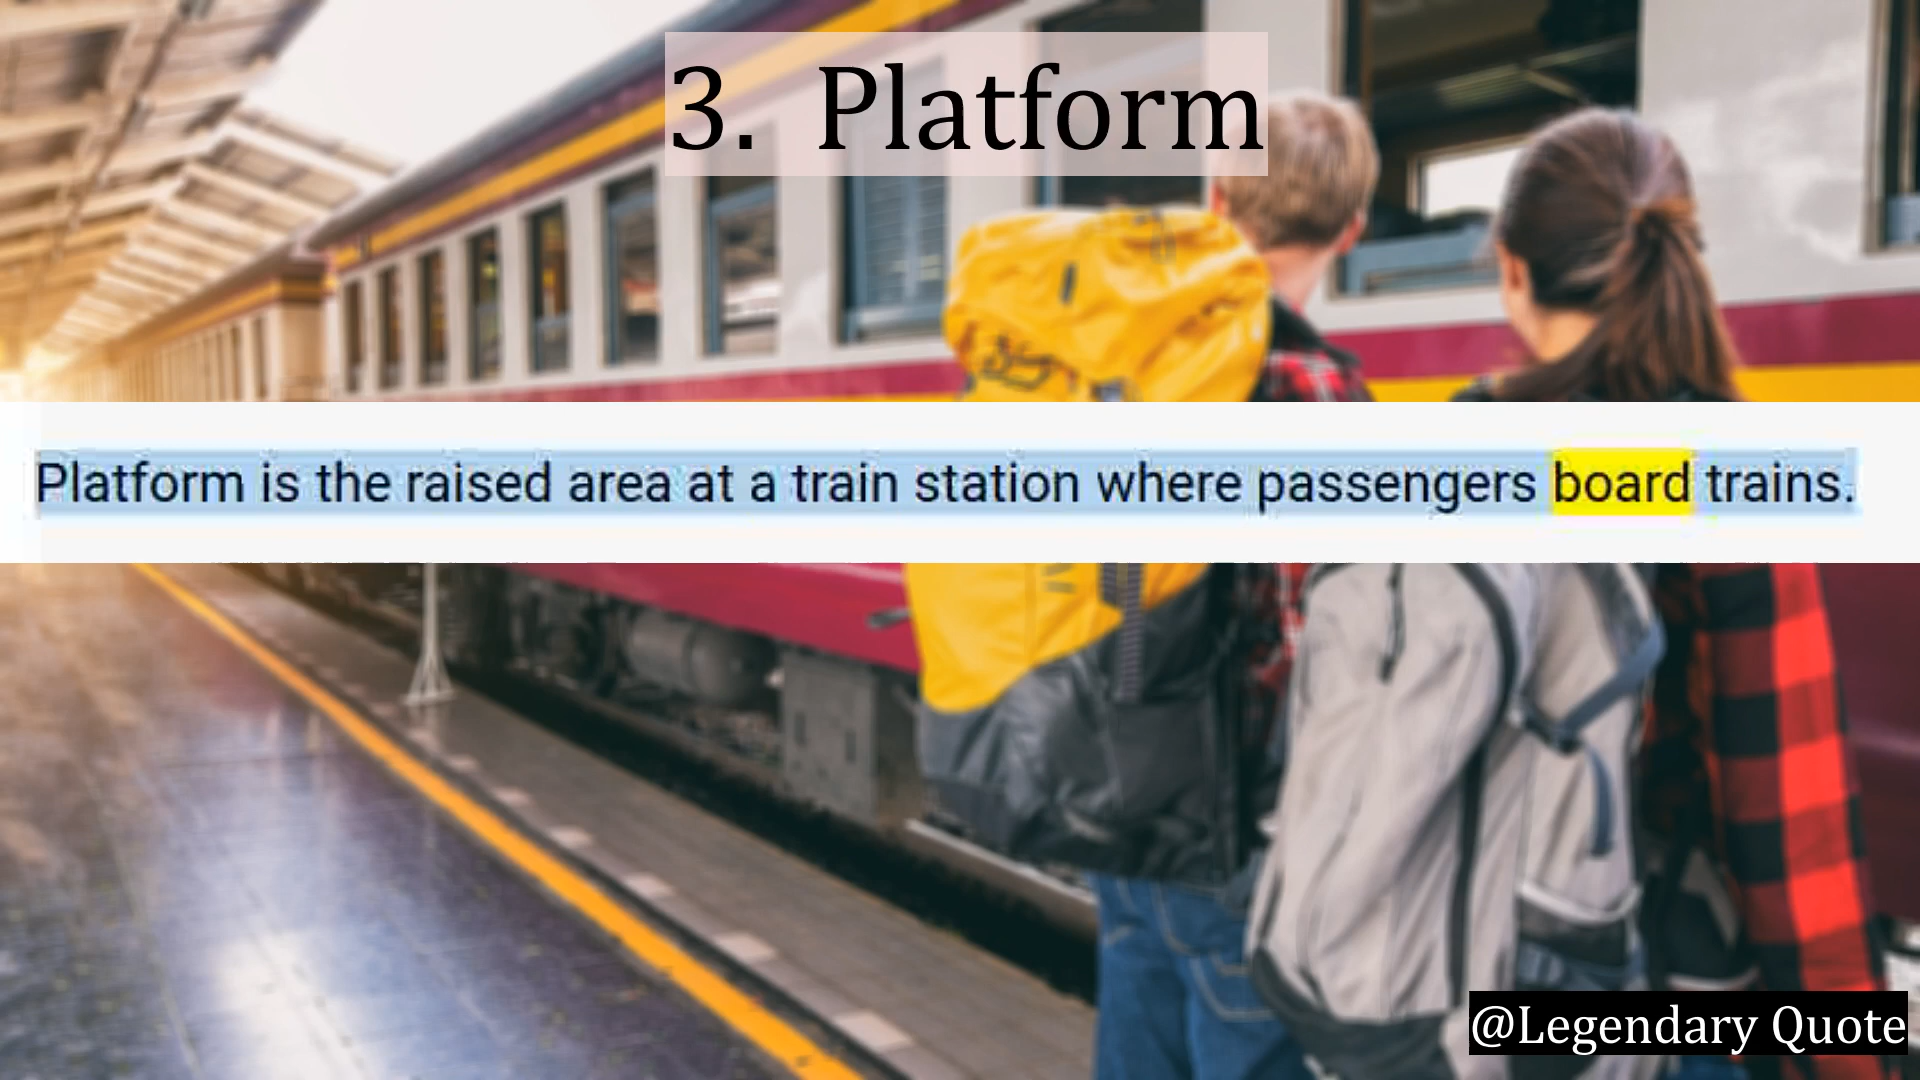 3. Platform
Platform is the raised area at a train station where passengers board trains.
@Legendary Quote